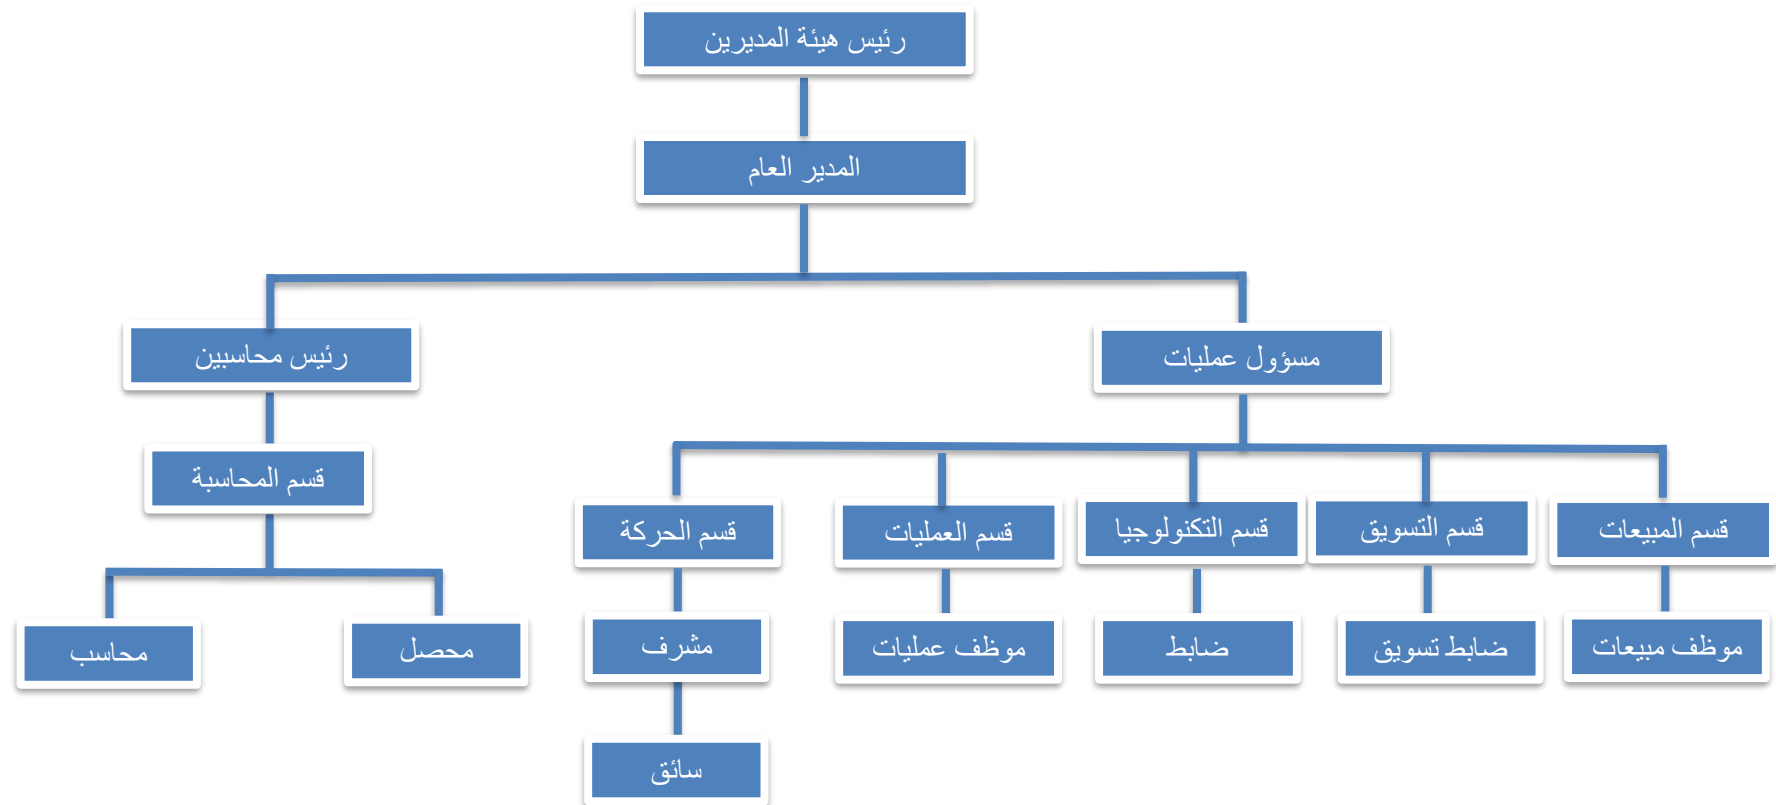 رئيس هيئة المديرين
المدير العام
مسؤول عمليات
رئيس محاسبين
قسم المبيعات
قسم التسويق
قسم التكنولوجيا
قسم العمليات
قسم الحركة
قسم المحاسبة
موظف مبيعات
ضابط تسويق
ضابط
موظف عمليات
مشرف
محصل
محاسب
سائق